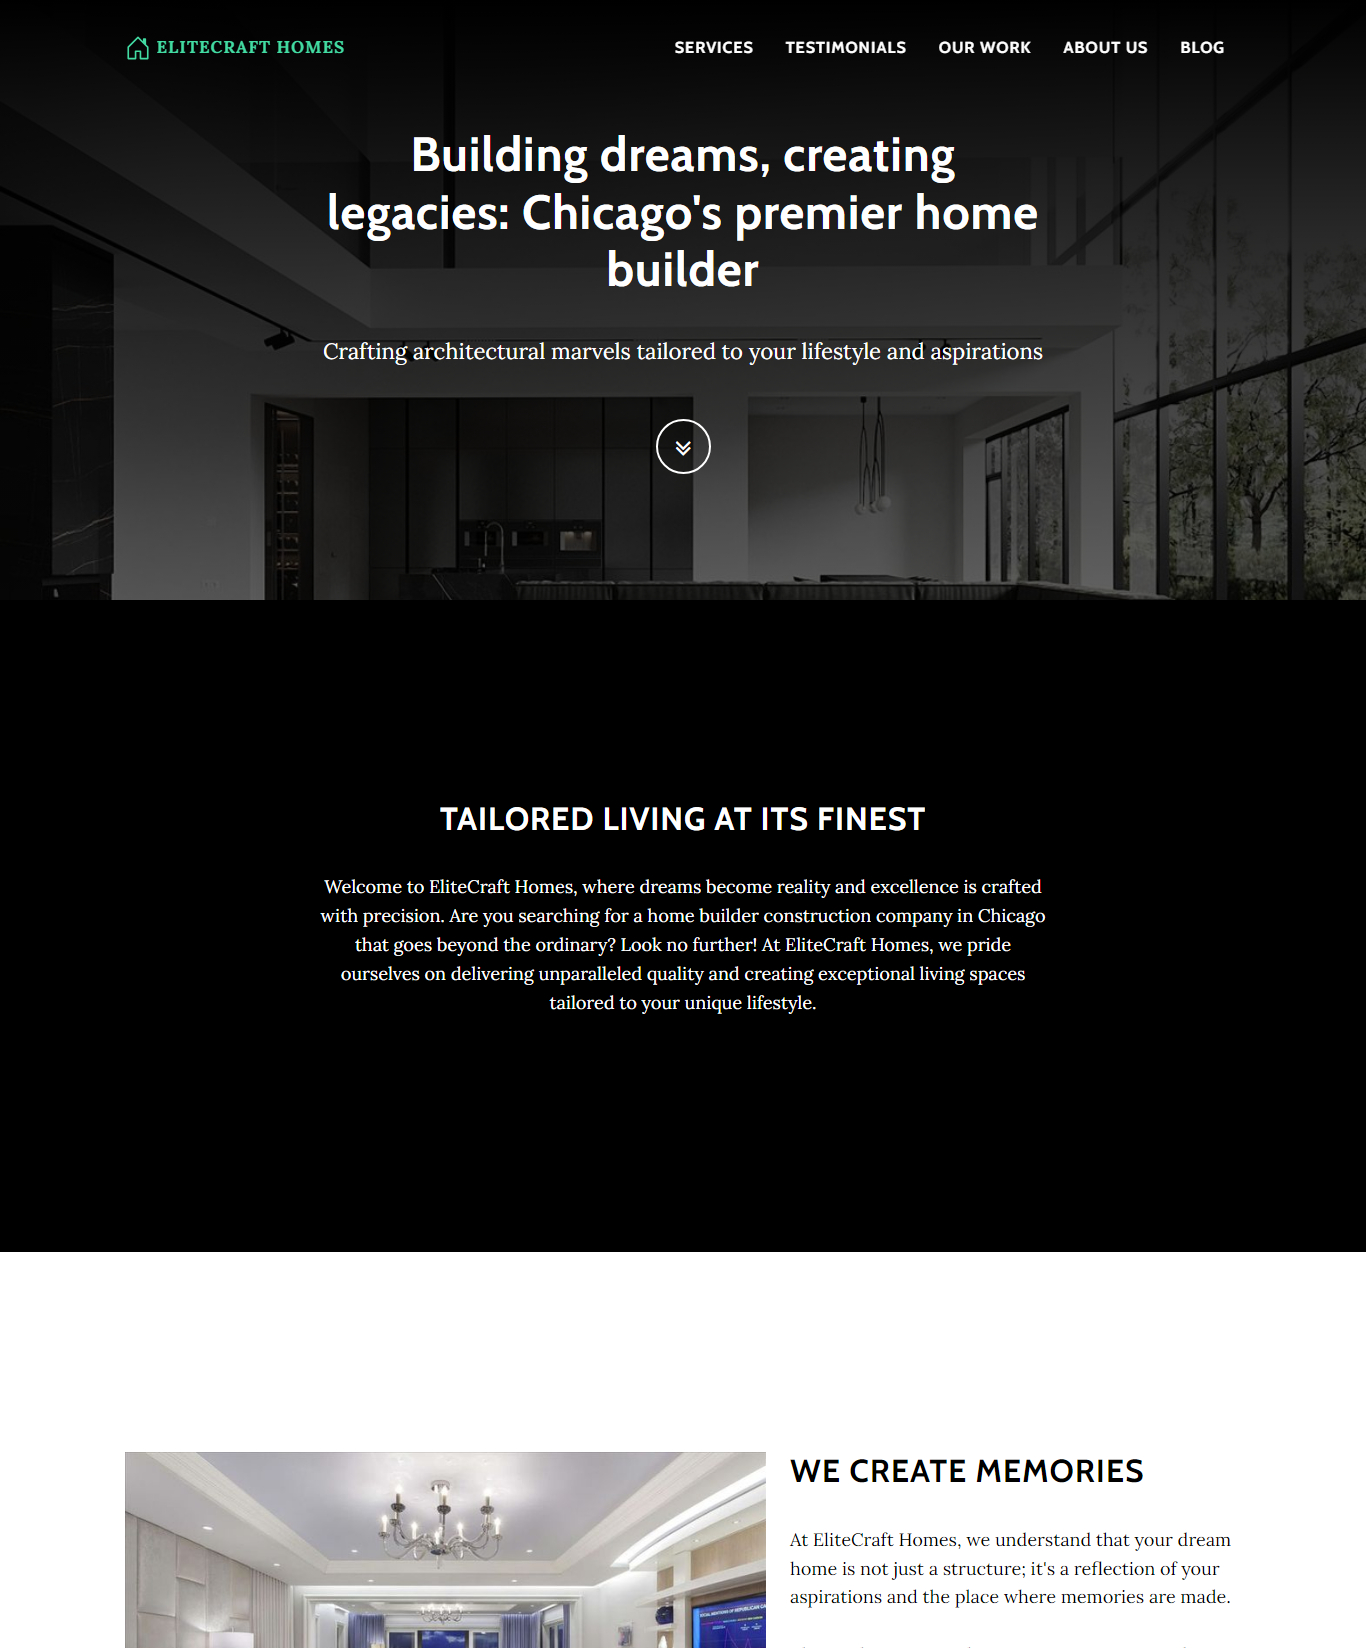 ELITECRAFT HOMES
SERVICES TESTIMONIALS OUR WORK ABOUT US BLOG
Building dreams, creating
legacies: Chicago's premier home
builder
Crafting architectural marvels tailored to your lifestyle and aspirations
TAILORED LIVING AT ITS FINEST
Welcome to EliteCraft Homes, where dreams become reality and excellence is crafted
with precision. Are you searching for a home builder construction company in Chicago
that goes beyond the ordinary? Look no further! At EliteCraft Homes, we pride
ourselves on delivering unparalleled quality and creating exceptional living spaces
tailored to your unique lifestyle.
WE CREATE MEMORIES
At EliteCraft Homes, we understand that your dream
home is not just a structure; it's a reflection of your
aspirations and the place where memories are made.